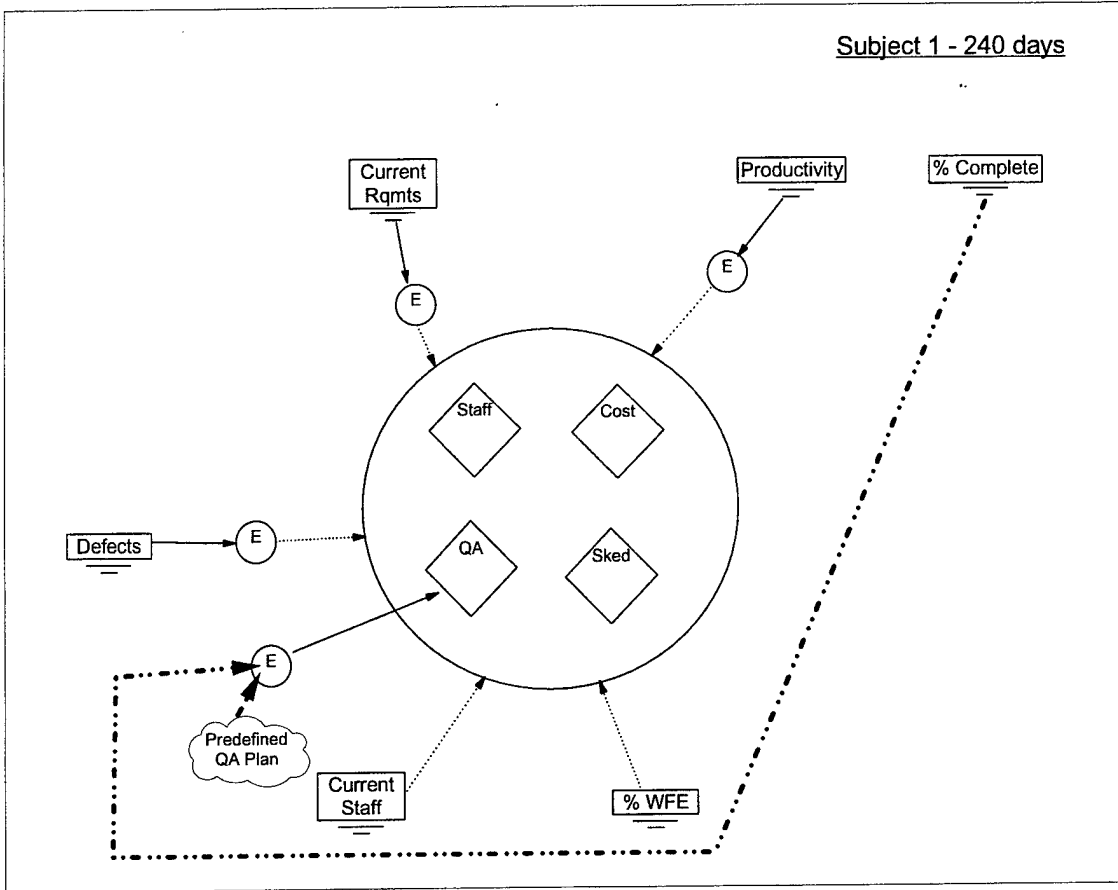 Subject 1 - 240 days
Current
Rqmts
Productivity
% Complete
E
E
Staff
Cost
Defects
E
QA
Sked
E
Predefined
QA Plan
Current
Staff
% WFE